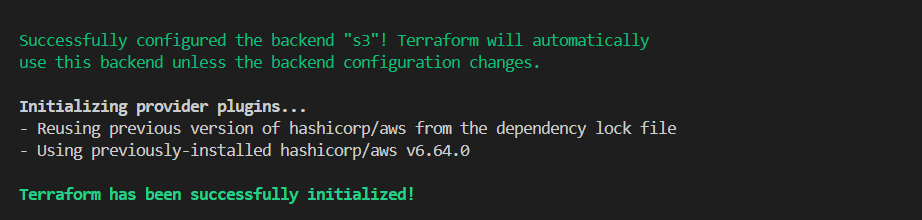 Successfully configured the backend "s3"! Terraform will automatically
use this backend unless the backend configuration changes.
Initializing provider plugins...
- Reusing previous version of hashicorp/aws from the dependency lock file
- Using previously-installed hashicorp/aws v6.64.0
Terraform has been successfully initialized!